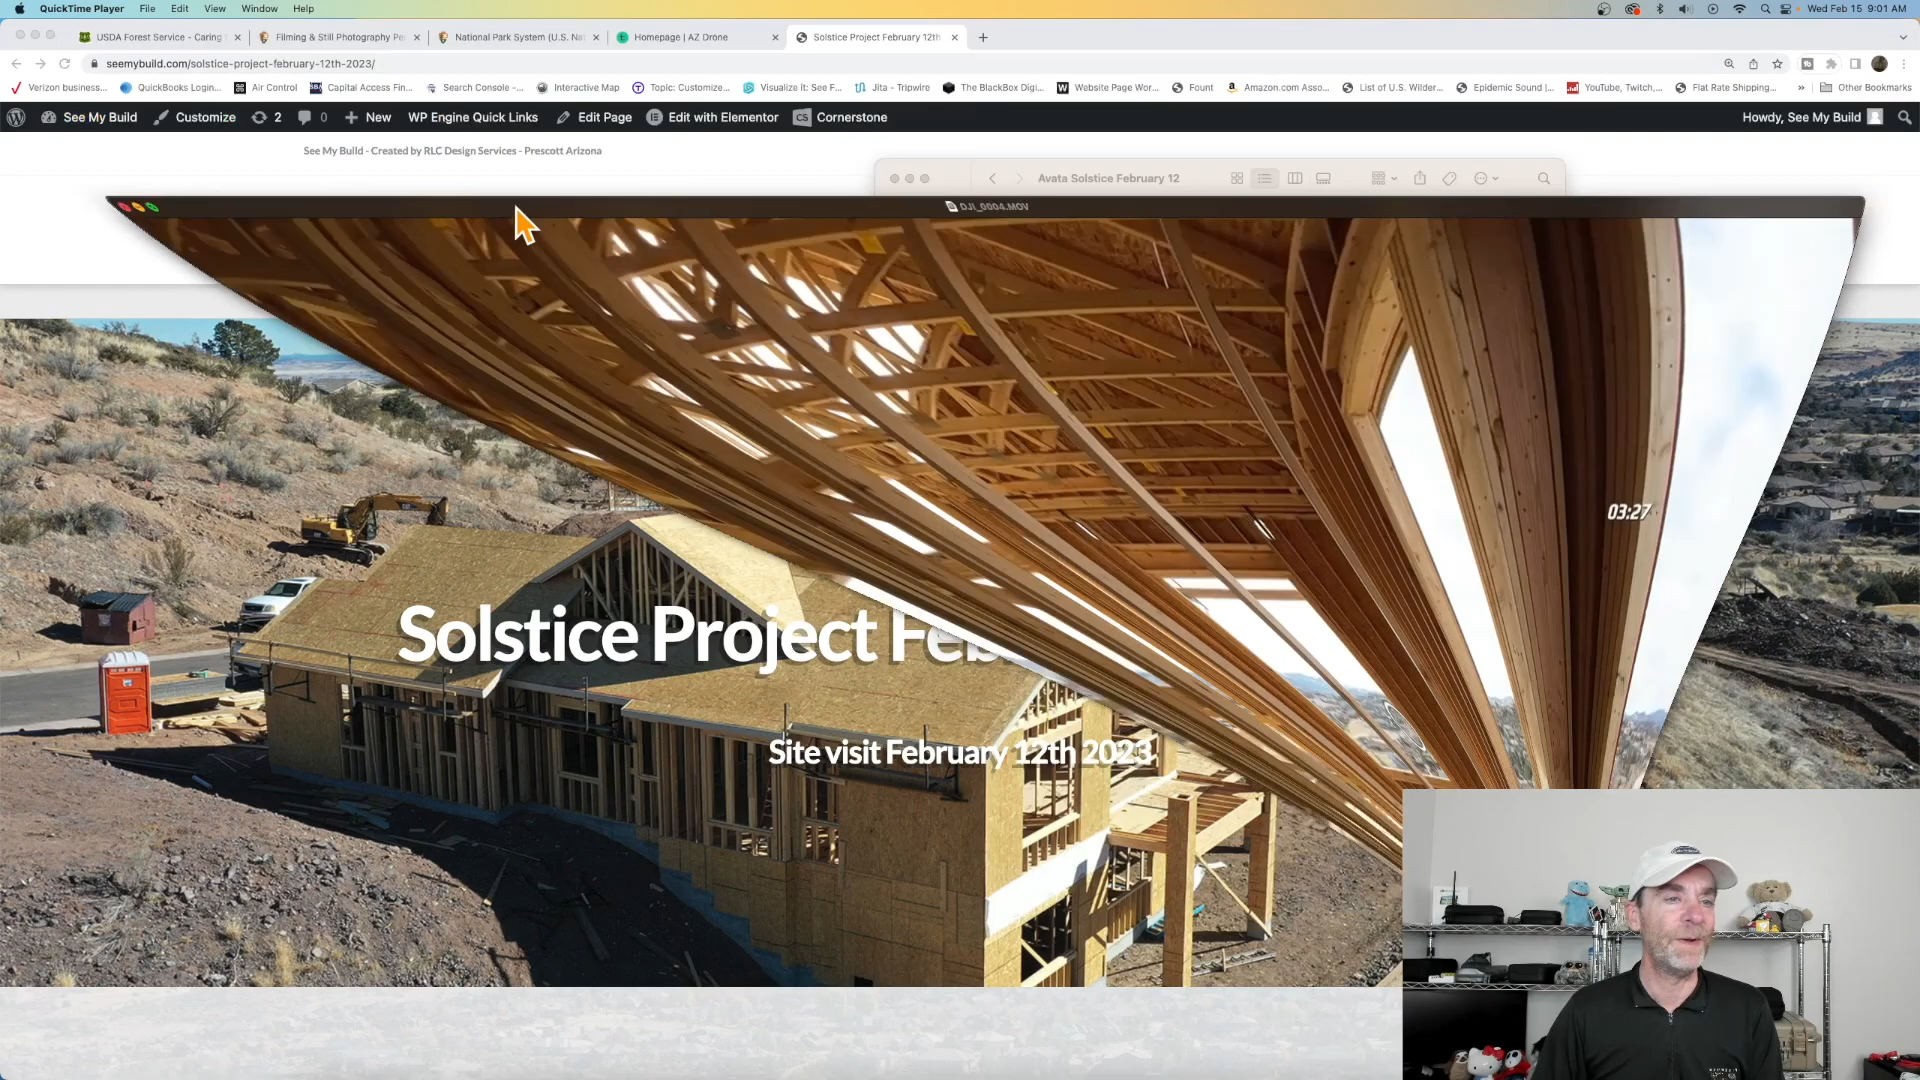 QuickTime Player File Edit View Window Help Wed Feb 15 9:01 AM
USDA Forest Service - Caring Filming & Still Photography Pe National Park System (U.S. Na Homepage | AZ Drone Solstice Project February 12th
seemybuild.com/solstice-project-february-12th-2023/
Verizon business... QuickBooks Login... Air Control Capital Access Fin... Search Console -... Interactive Map Topic: Customize... Visualize it: See F... Jita - Tripwire The BlackBox Digi... Website Page Wor... Fount Amazon.com Asso... List of U.S. Wilder... Epidemic Sound |... YouTube, Twitch,... Flat Rate Shipping... » Other Bookmarks
See My Build Customize 2 0 New WP Engine Quick Links Edit Page Edit with Elementor CS Cornerstone Howdy, See My Build
See My Build - Created by RLC Design Services - Prescott Arizona
Avata Solstice February 12
DJI_0004.MOV
03:27
Solstice Project Feb
Site visit February 12th 2023